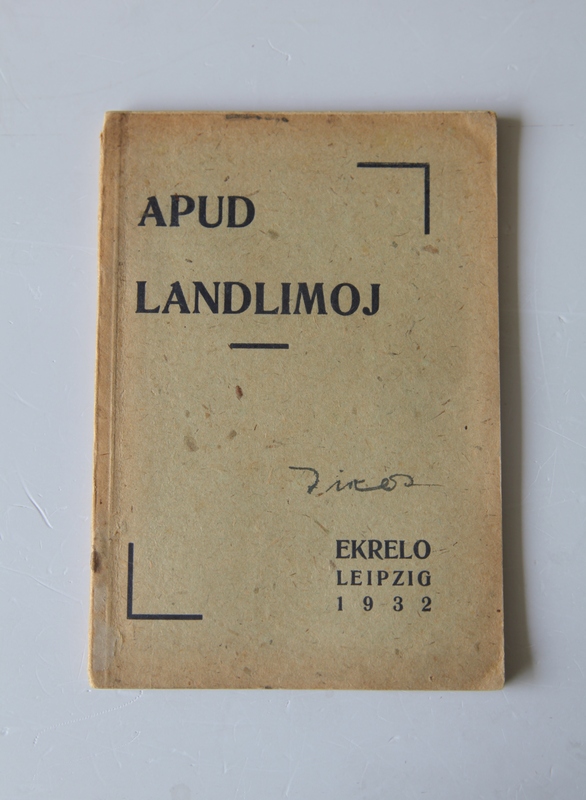 APUD
LANDLIMOJ
EKRELO
LEIPZIG
1932